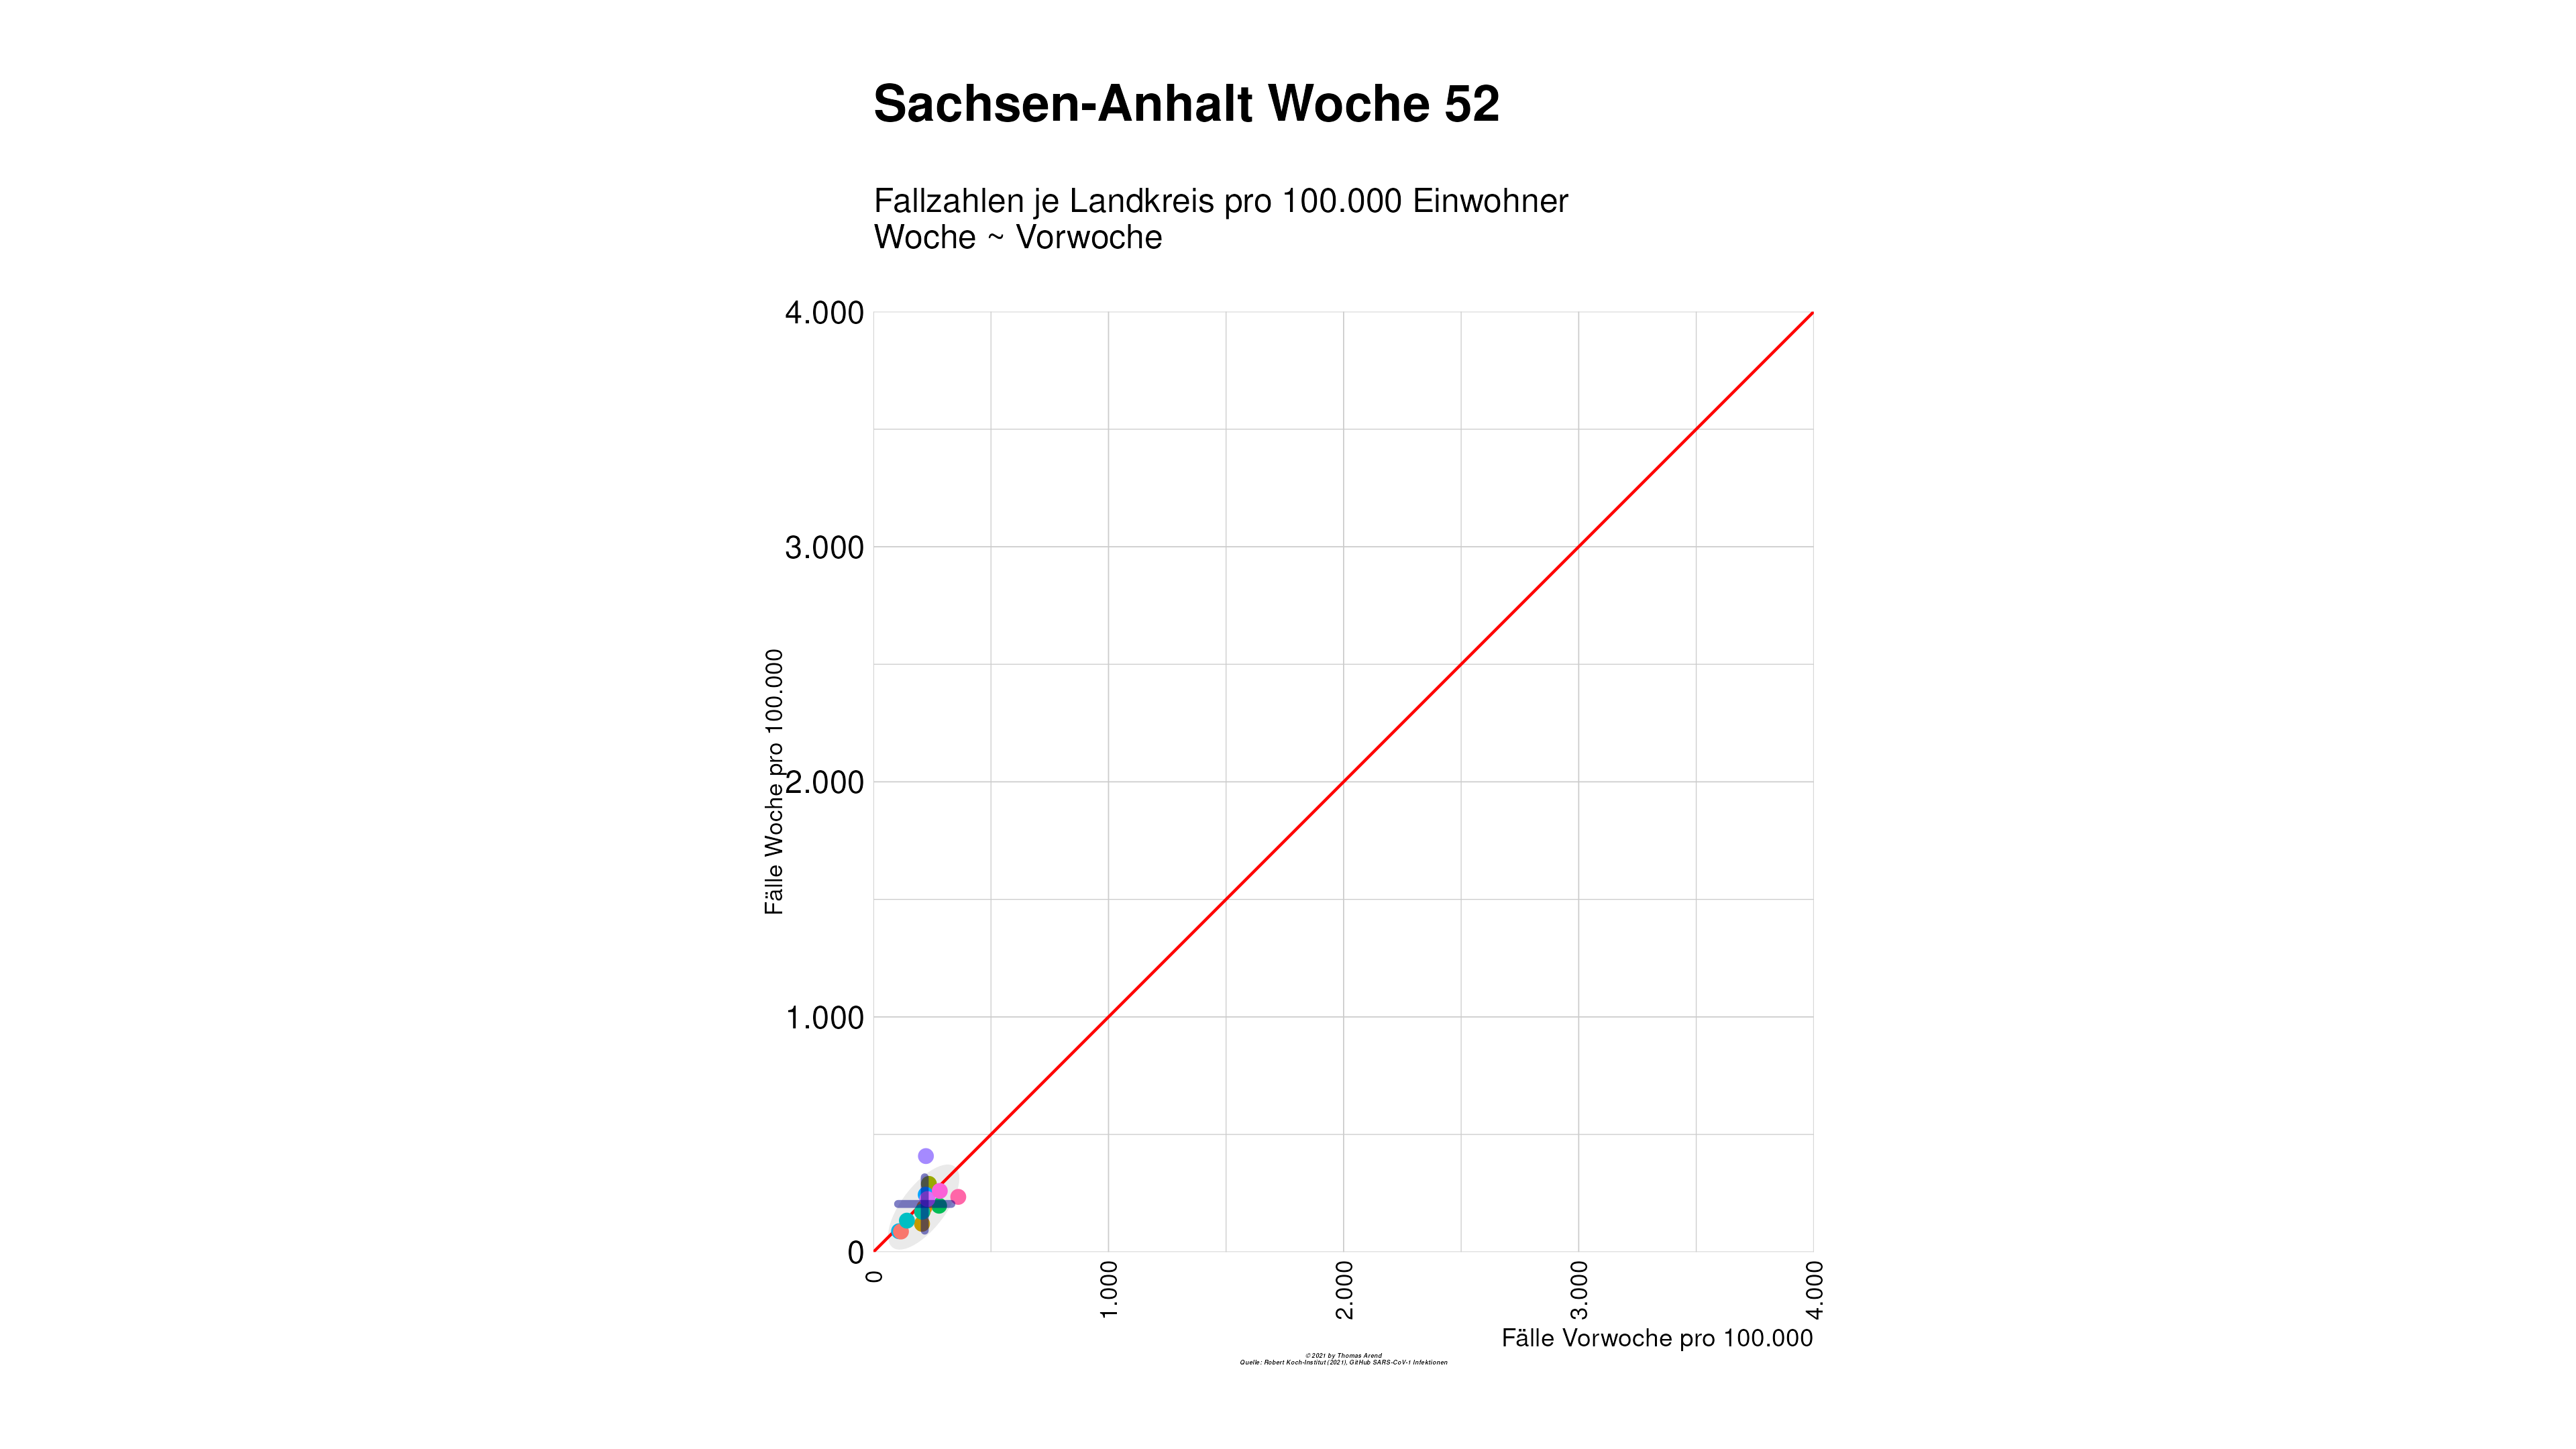 Sachsen-Anhalt Woche 52
Fallzahlen je Landkreis pro 100.000 Einwohner
Woche ~ Vorwoche
4.000
3.000
2.000
1.000
0
Fälle Woche pro 100.000
0
1.000
2.000
3.000
4.000
Fälle Vorwoche pro 100.000
© 2021 by Thomas Arend
Quelle: Robert Koch-Institut (2021), GitHub SARS-CoV-1 Infektionen